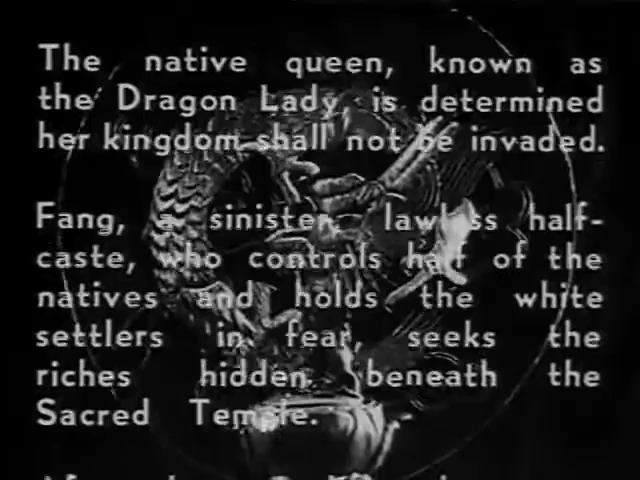 The native queen, known as
the Dragon Lady, is determined
her kingdom shall not be invaded.
Fang, a sinister, lawless half-
caste, who controls half of the
natives and holds the white
settlers in fear, seeks the
riches hidden beneath the
Sacred Temple.